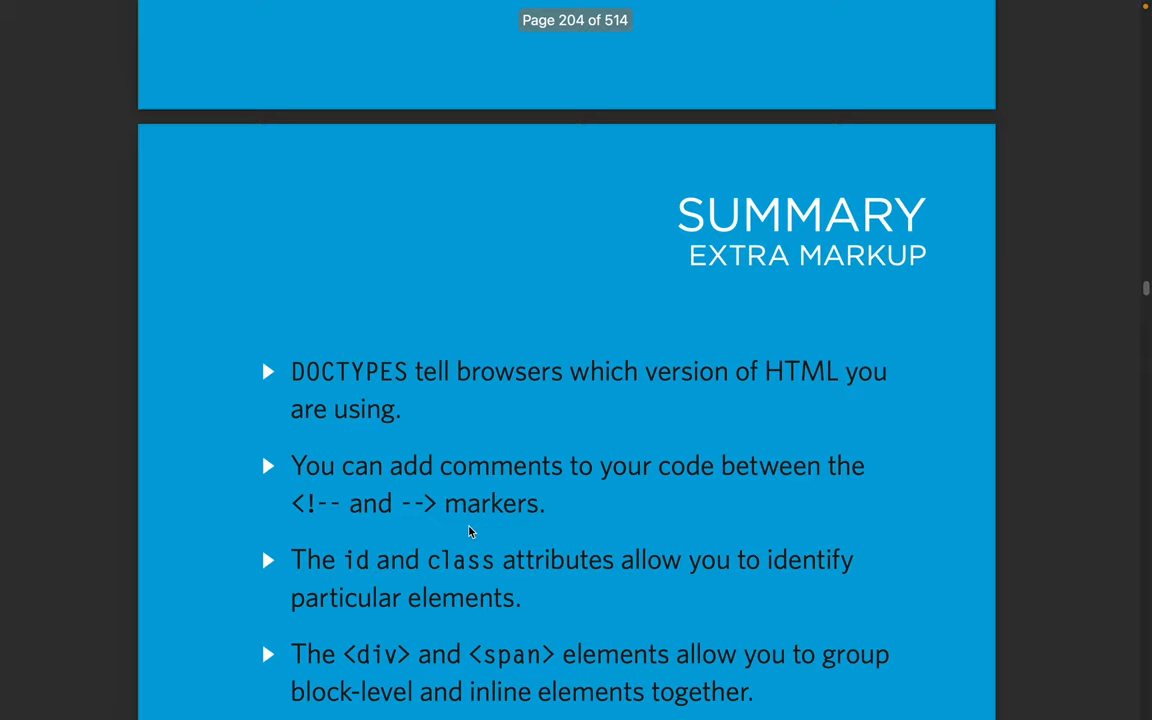 Page 204 of 514
SUMMARY
EXTRA MARKUP
DOCTYPES tell browsers which version of HTML you
are using.
You can add comments to your code between the
<!-- and --> markers.
The id and class attributes allow you to identify
particular elements.
The <div> and <span> elements allow you to group
block-level and inline elements together.